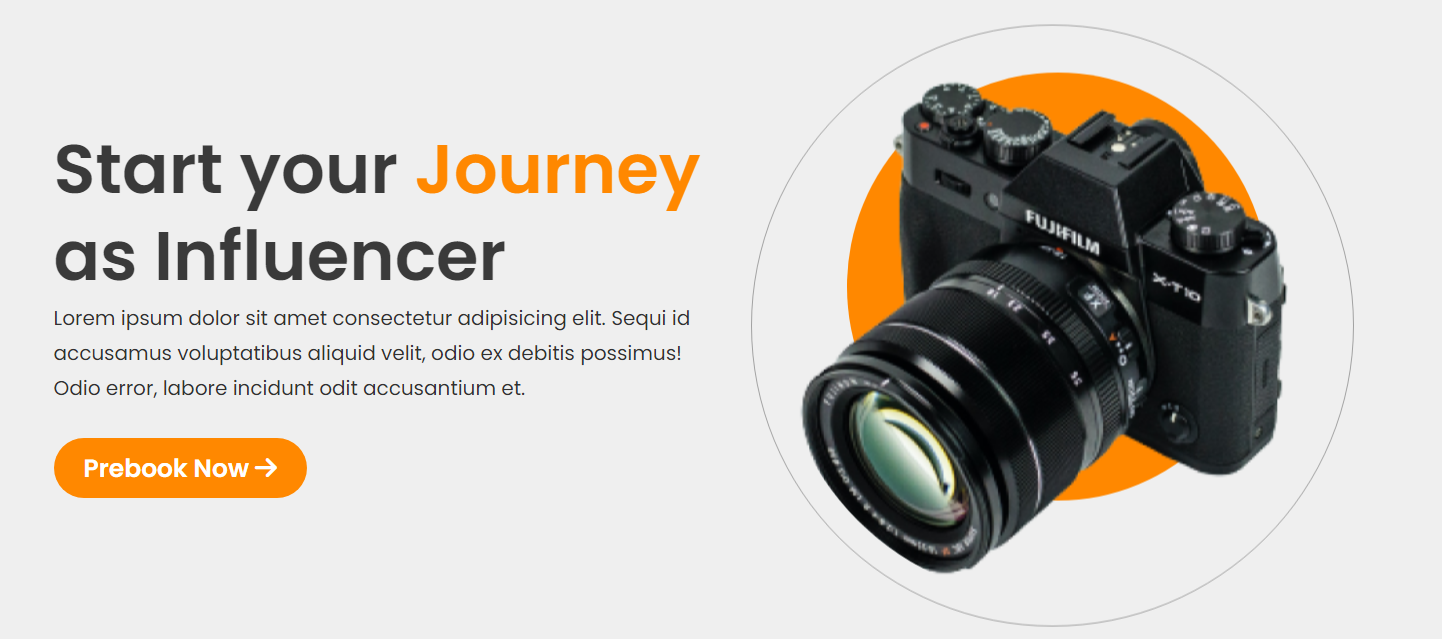 Start your Journey
as Influencer
Lorem ipsum dolor sit amet consectetur adipisicing elit. Sequi id
accusamus voluptatibus aliquid velit, odio ex debitis possimus!
Odio error, labore incidunt odit accusantium et.
Prebook Now →
FUJIFILM
X-T10